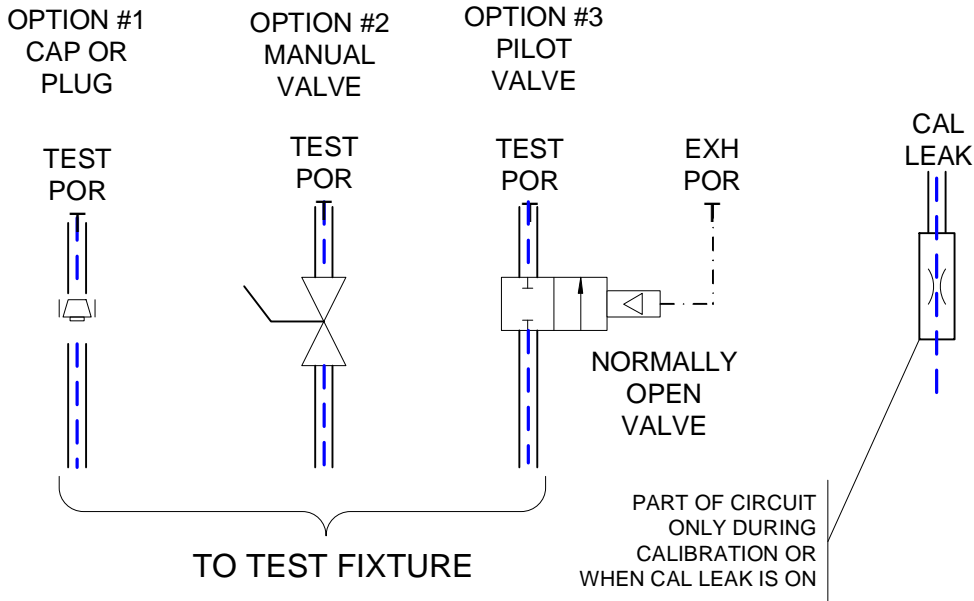 OPTION #1
CAP OR
PLUG
OPTION #2
MANUAL
VALVE
OPTION #3
PILOT
VALVE
TEST
POR
TEST
POR
TEST
POR
EXH
POR
CAL
LEAK
NORMALLY
OPEN
VALVE
TO TEST FIXTURE
PART OF CIRCUIT
ONLY DURING
CALIBRATION OR
WHEN CAL LEAK IS ON